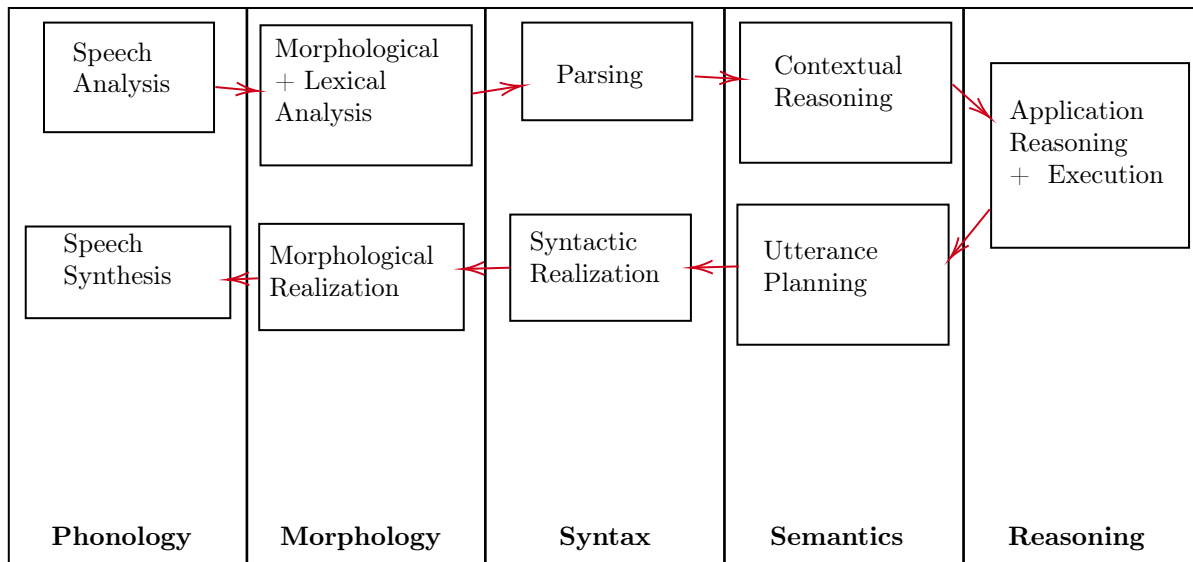 Speech
Analysis
Morphological
+ Lexical
Analysis
Parsing
Contextual
Reasoning
Application
Reasoning
+ Execution
Speech
Synthesis
Morphological
Realization
Syntactic
Realization
Utterance
Planning
Phonology
Morphology
Syntax
Semantics
Reasoning